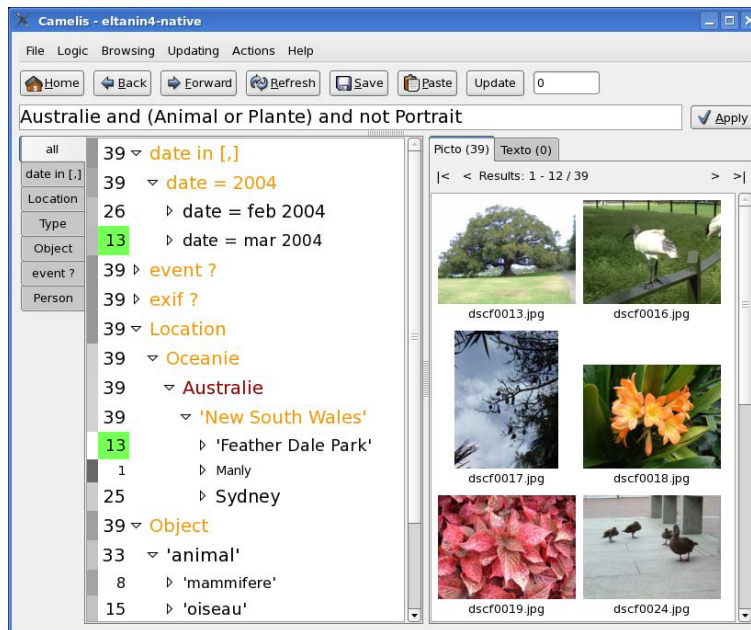 Camelis - eltanin4-native
File Logic Browsing Updating Actions Help
Home Back Forward Refresh Save Paste Update 0
Australie and (Animal or Plante) and not Portrait
Apply
all
date in [,]
Location
Type
Object
event ?
Person
39 date in [,]
39 date = 2004
26 date = feb 2004
13 date = mar 2004
39 event ?
39 exif ?
39 Location
39 Oceanie
39 Australie
39 'New South Wales'
13 'Feather Dale Park'
1 Manly
25 Sydney
39 Object
33 'animal'
8 'mammifere'
15 'oiseau'
Picto (39) Texto (0)
|< < Results: 1 - 12 / 39 > >|
dscf0013.jpg dscf0016.jpg
dscf0017.jpg dscf0018.jpg
dscf0019.jpg dscf0024.jpg